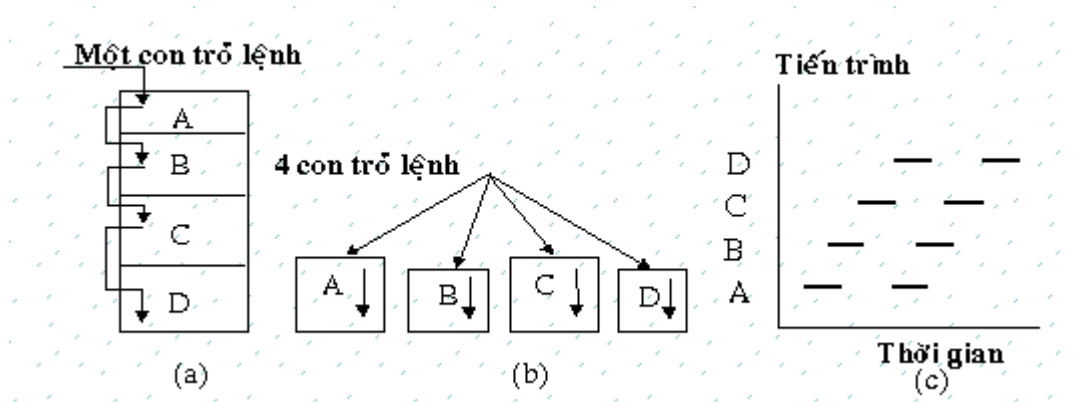 Một con trỏ lệnh
A
B
C
D
(a)
4 con trỏ lệnh
A
B
C
D
(b)
Tiến trình
D
C
B
A
Thời gian
(c)